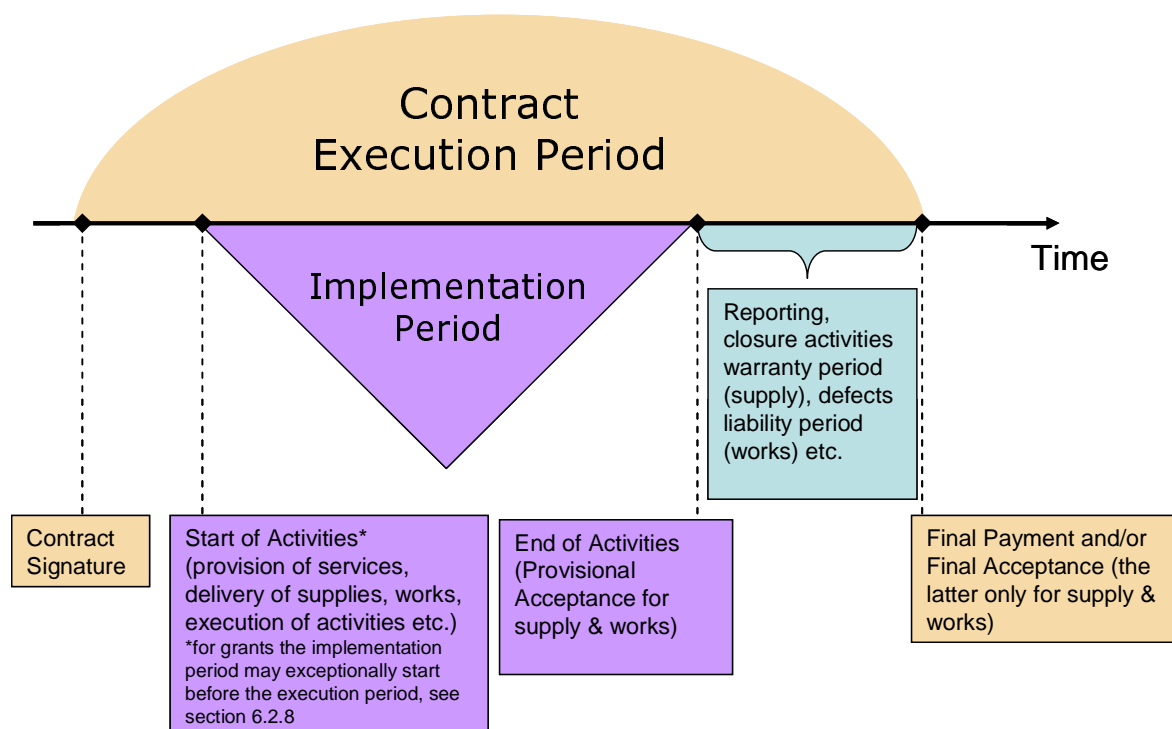 Contract
Execution Period
Time
Implementation
Period
Reporting,
closure activities
warranty period
(supply), defects
liability period
(works) etc.
Contract
Signature
Start of Activities*
(provision of services,
delivery of supplies, works,
execution of activities etc.)
*for grants the implementation
period may exceptionally start
before the execution period, see
section 6.2.8
End of Activities
(Provisional
Acceptance for
supply & works)
Final Payment and/or
Final Acceptance (the
latter only for supply &
works)